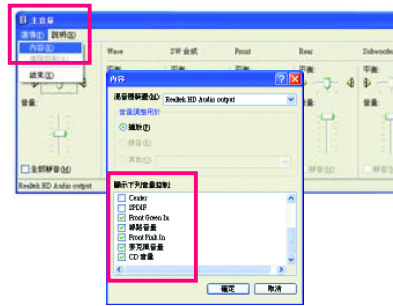 主音量
選項(P) 說明(X)
內容(R)
結束(X)
Wave
SW 合成
Front
Rear
Subwoofer
平衡
音量:
全部靜音(M)
Realtek HD Audio output
內容
混音器裝置(M):
Realtek HD Audio output
音量調整用計
播放(P)
錄音(R)
其他(O)
顯示下列音量控制:
Center
SPDIF
Front Green In
線路音量
Front Pink In
麥克風音量
CD 音量
確定
取消